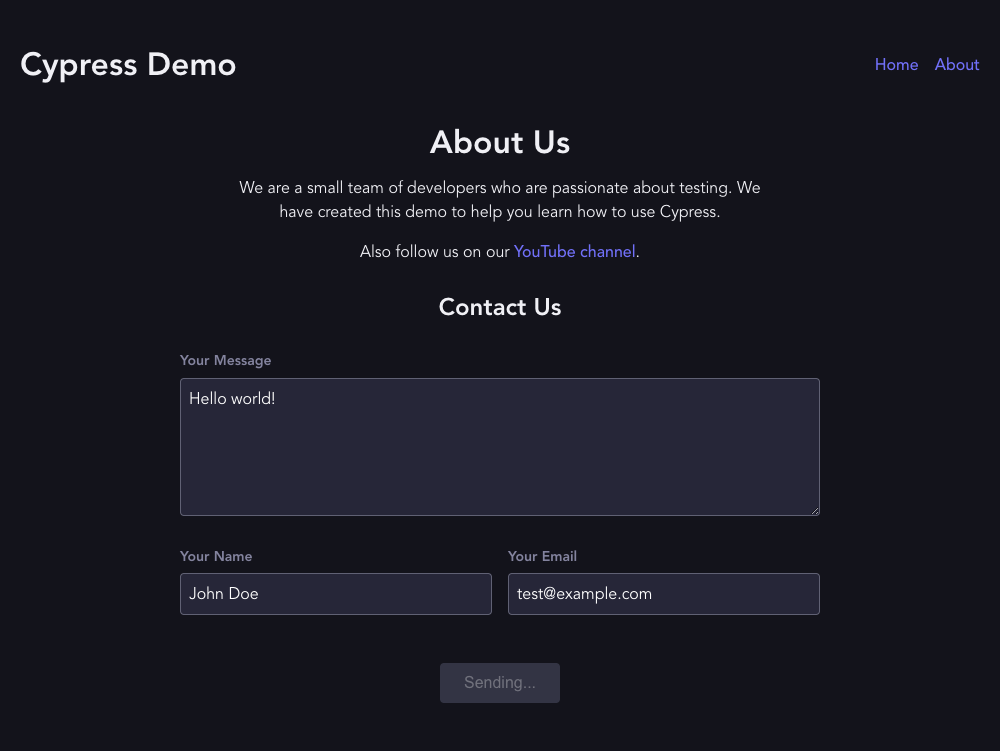 Cypress Demo
Home About
About Us
We are a small team of developers who are passionate about testing. We
have created this demo to help you learn how to use Cypress.
Also follow us on our YouTube channel.
Contact Us
Your Message
Hello world!
Your Name
Your Email
John Doe
test@example.com
Sending...